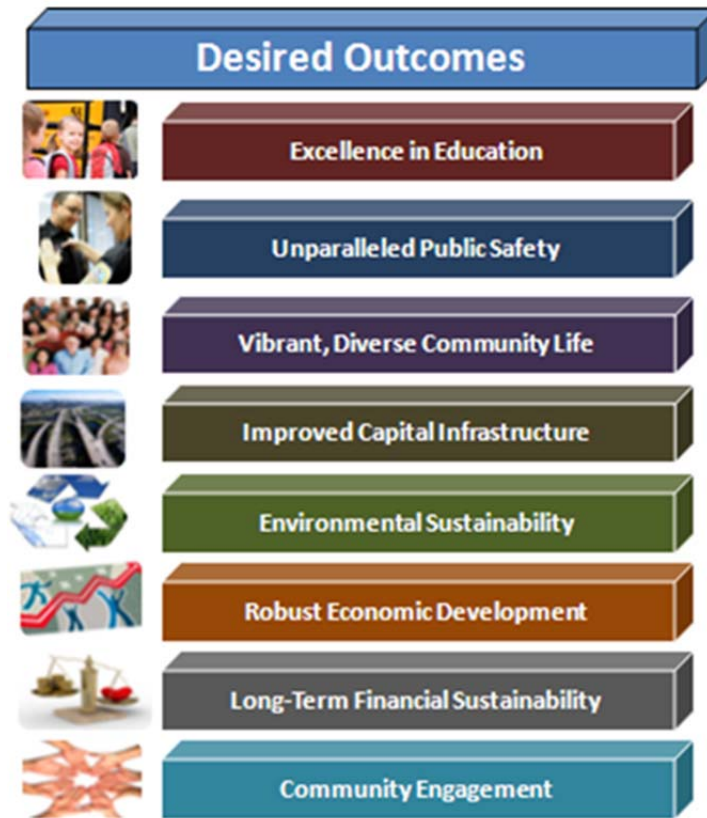 Desired Outcomes
Excellence in Education
Unparalleled Public Safety
Vibrant, Diverse Community Life
Improved Capital Infrastructure
Environmental Sustainability
Robust Economic Development
Long-Term Financial Sustainability
Community Engagement